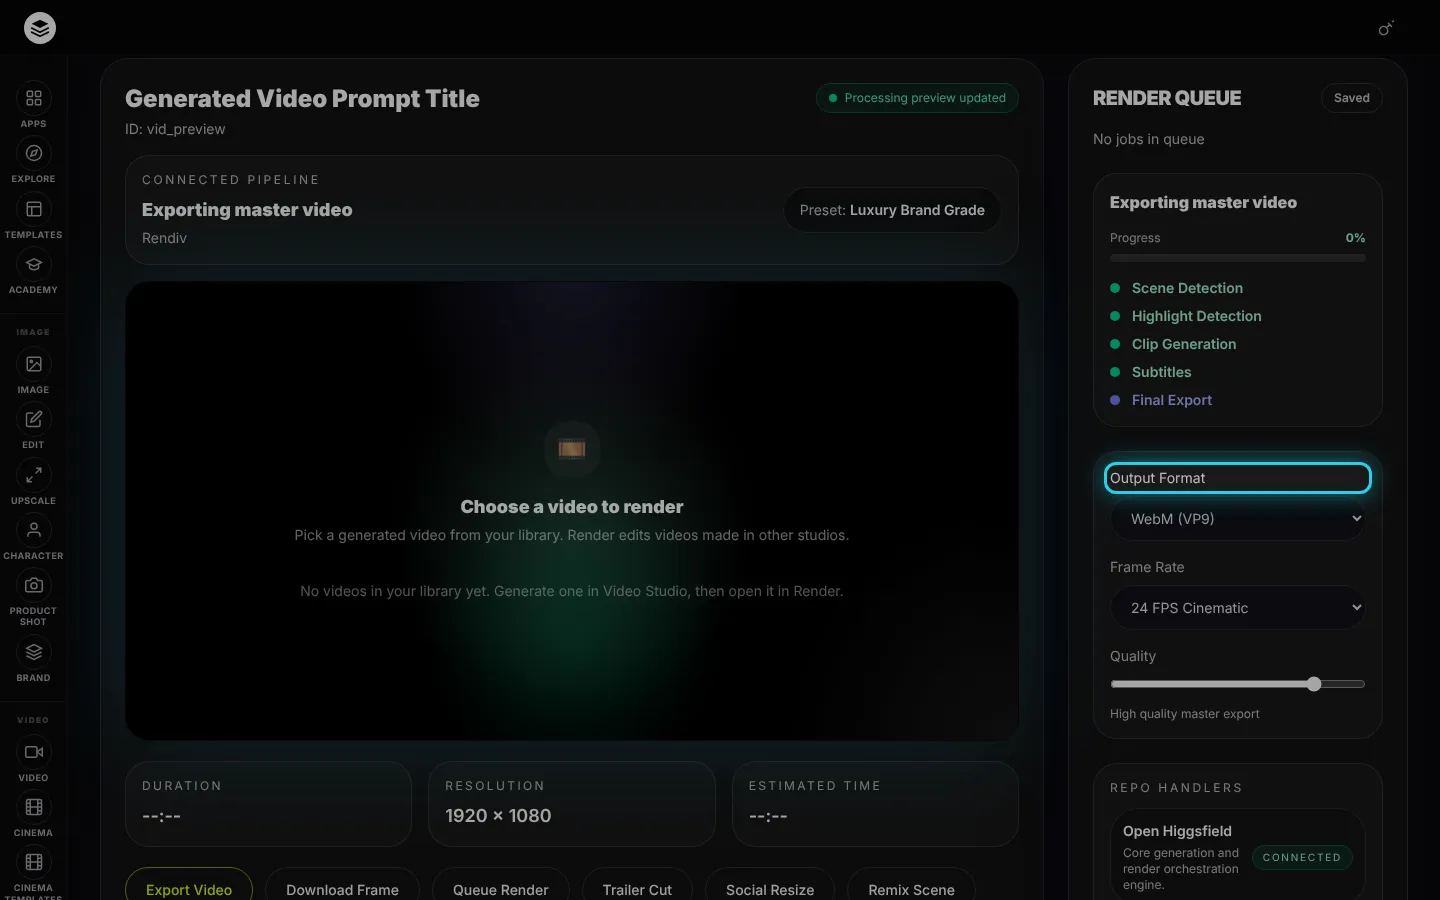 Generated Video Prompt Title
Processing preview updated
ID: vid_preview
CONNECTED PIPELINE
Exporting master video
Rendiv
Preset: Luxury Brand Grade
Choose a video to render
Pick a generated video from your library. Render edits videos made in other studios.
No videos in your library yet. Generate one in Video Studio, then open it in Render.
DURATION
--:--
RESOLUTION
1920 × 1080
ESTIMATED TIME
--:--
Export Video
Download Frame
Queue Render
Trailer Cut
Social Resize
Remix Scene
RENDER QUEUE
Saved
No jobs in queue
Exporting master video
Progress
0%
Scene Detection
Highlight Detection
Clip Generation
Subtitles
Final Export
Output Format
WebM (VP9)
Frame Rate
24 FPS Cinematic
Quality
High quality master export
REPO HANDLERS
Open Higgsfield
Core generation and
render orchestration
engine.
CONNECTED
APPS
EXPLORE
TEMPLATES
ACADEMY
IMAGE
IMAGE
EDIT
UPSCALE
CHARACTER
PRODUCT
SHOT
BRAND
VIDEO
VIDEO
CINEMA
CINEMA
TEMPLATES